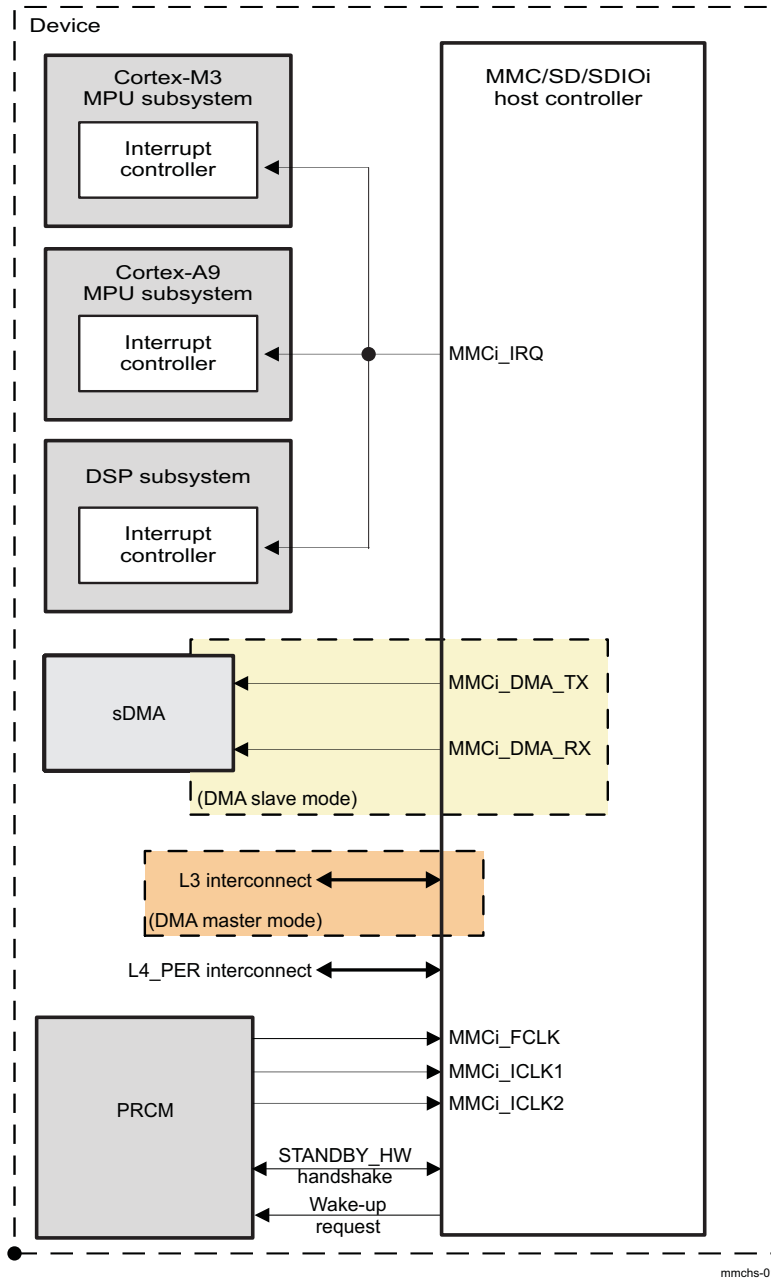 Device
Cortex-M3
MPU subsystem
Interrupt
controller
MMC/SD/SDIOi
host controller
Cortex-A9
MPU subsystem
Interrupt
controller
MMCi_IRQ
DSP subsystem
Interrupt
controller
sDMA
MMCi_DMA_TX
MMCi_DMA_RX
(DMA slave mode)
L3 interconnect
(DMA master mode)
L4_PER interconnect
PRCM
MMCi_FCLK
MMCi_ICLK1
MMCi_ICLK2
STANDBY_HW
handshake
Wake-up
request
mmchs-0